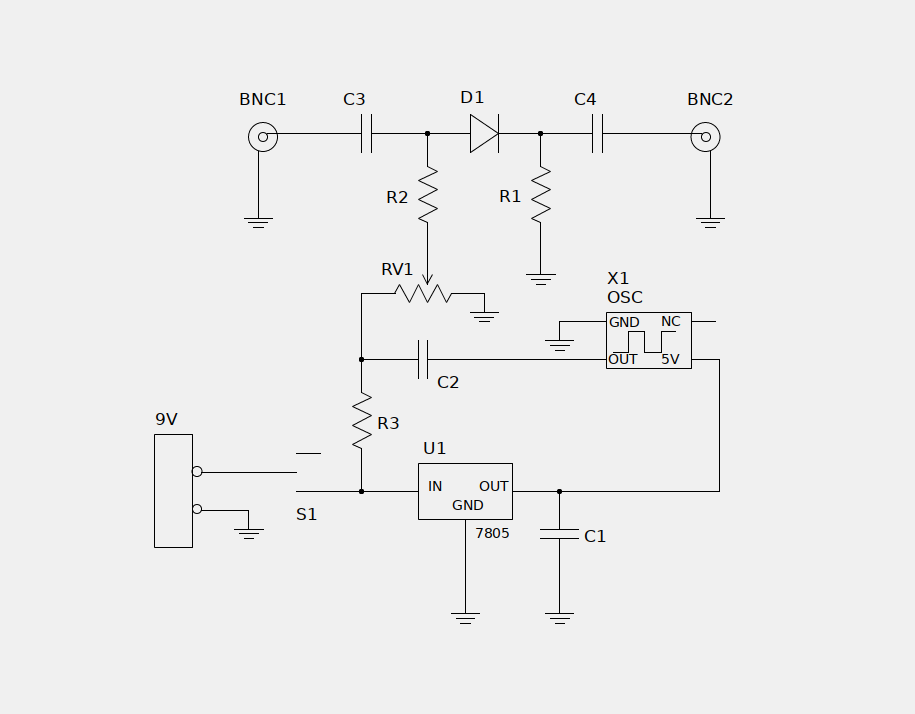 BNC1
C3
D1
C4
BNC2
R2
R1
RV1
X1
OSC
GND NC
OUT 5V
C2
9V
R3
U1
IN OUT
GND
S1
7805
C1